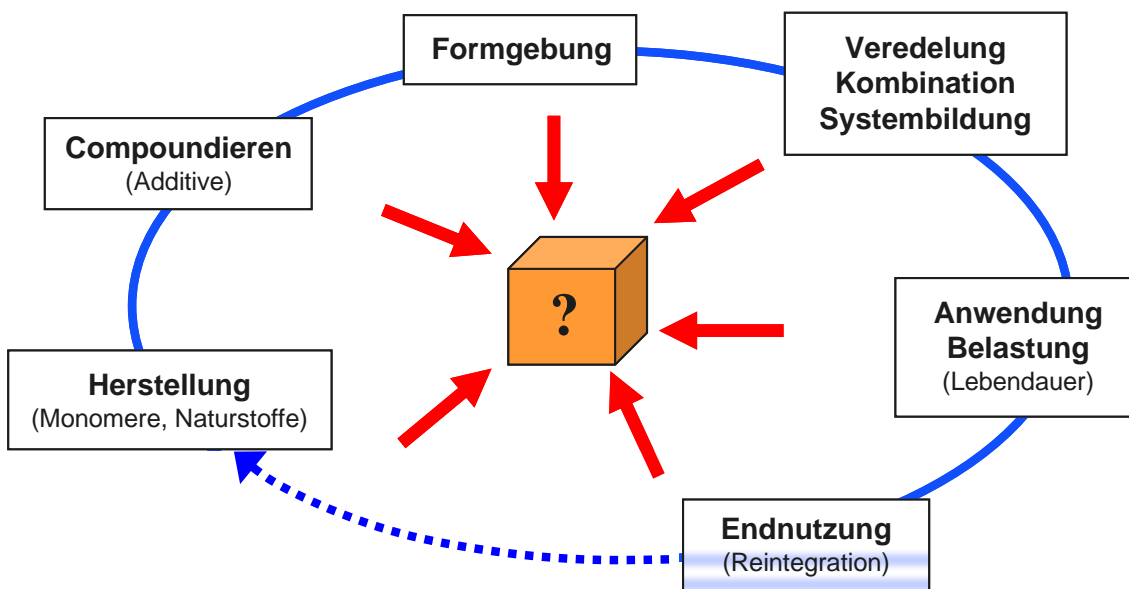 Formgebung
Veredelung
Kombination
Systembildung
Compoundieren
(Additive)
?
Anwendung
Belastung
(Lebendauer)
Herstellung
(Monomere, Naturstoffe)
Endnutzung
(Reintegration)